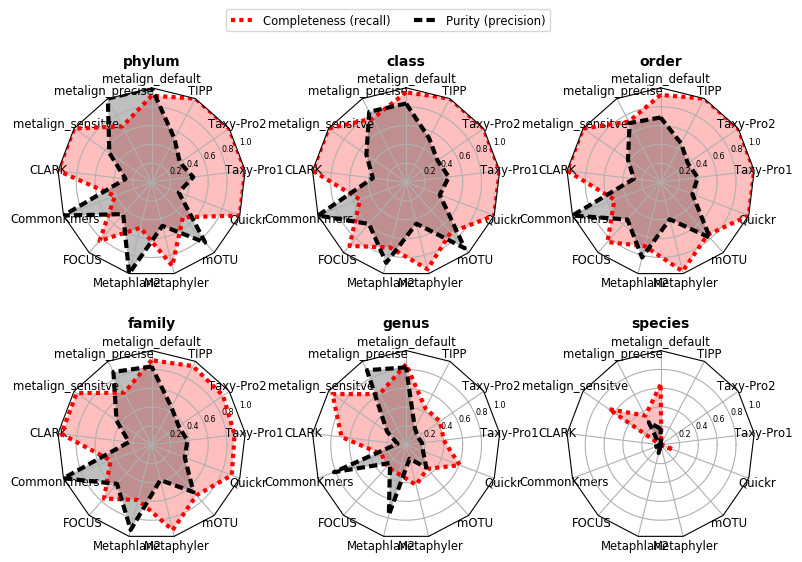 Completeness (recall) Purity (precision)
phylum
metalign_default
metalign_precise TIPP
metalign_sensitve Taxy-Pro2
CLARK Taxy-Pro1
CommonKmers Quickr
FOCUS mOTU
Metaphlan2 Metaphyler
0.2 0.4 0.6 0.8 1.0
class
metalign_default
metalign_precise TIPP
metalign_sensitve Taxy-Pro2
CLARK Taxy-Pro1
CommonKmers Quickr
FOCUS mOTU
Metaphlan2 Metaphyler
0.2 0.4 0.6 0.8 1.0
order
metalign_default
metalign_precise TIPP
metalign_sensitve Taxy-Pro2
CLARK Taxy-Pro1
CommonKmers Quickr
FOCUS mOTU
Metaphlan2 Metaphyler
0.2 0.4 0.6 0.8 1.0
family
metalign_default
metalign_precise TIPP
metalign_sensitve Taxy-Pro2
CLARK Taxy-Pro1
CommonKmers Quickr
FOCUS mOTU
Metaphlan2 Metaphyler
0.2 0.4 0.6 0.8 1.0
genus
metalign_default
metalign_precise TIPP
metalign_sensitve Taxy-Pro2
CLARK Taxy-Pro1
CommonKmers Quickr
FOCUS mOTU
Metaphlan2 Metaphyler
0.2 0.4 0.6 0.8 1.0
species
metalign_default
metalign_precise TIPP
metalign_sensitve Taxy-Pro2
CLARK Taxy-Pro1
CommonKmers Quickr
FOCUS mOTU
Metaphlan2 Metaphyler
0.2 0.4 0.6 0.8 1.0